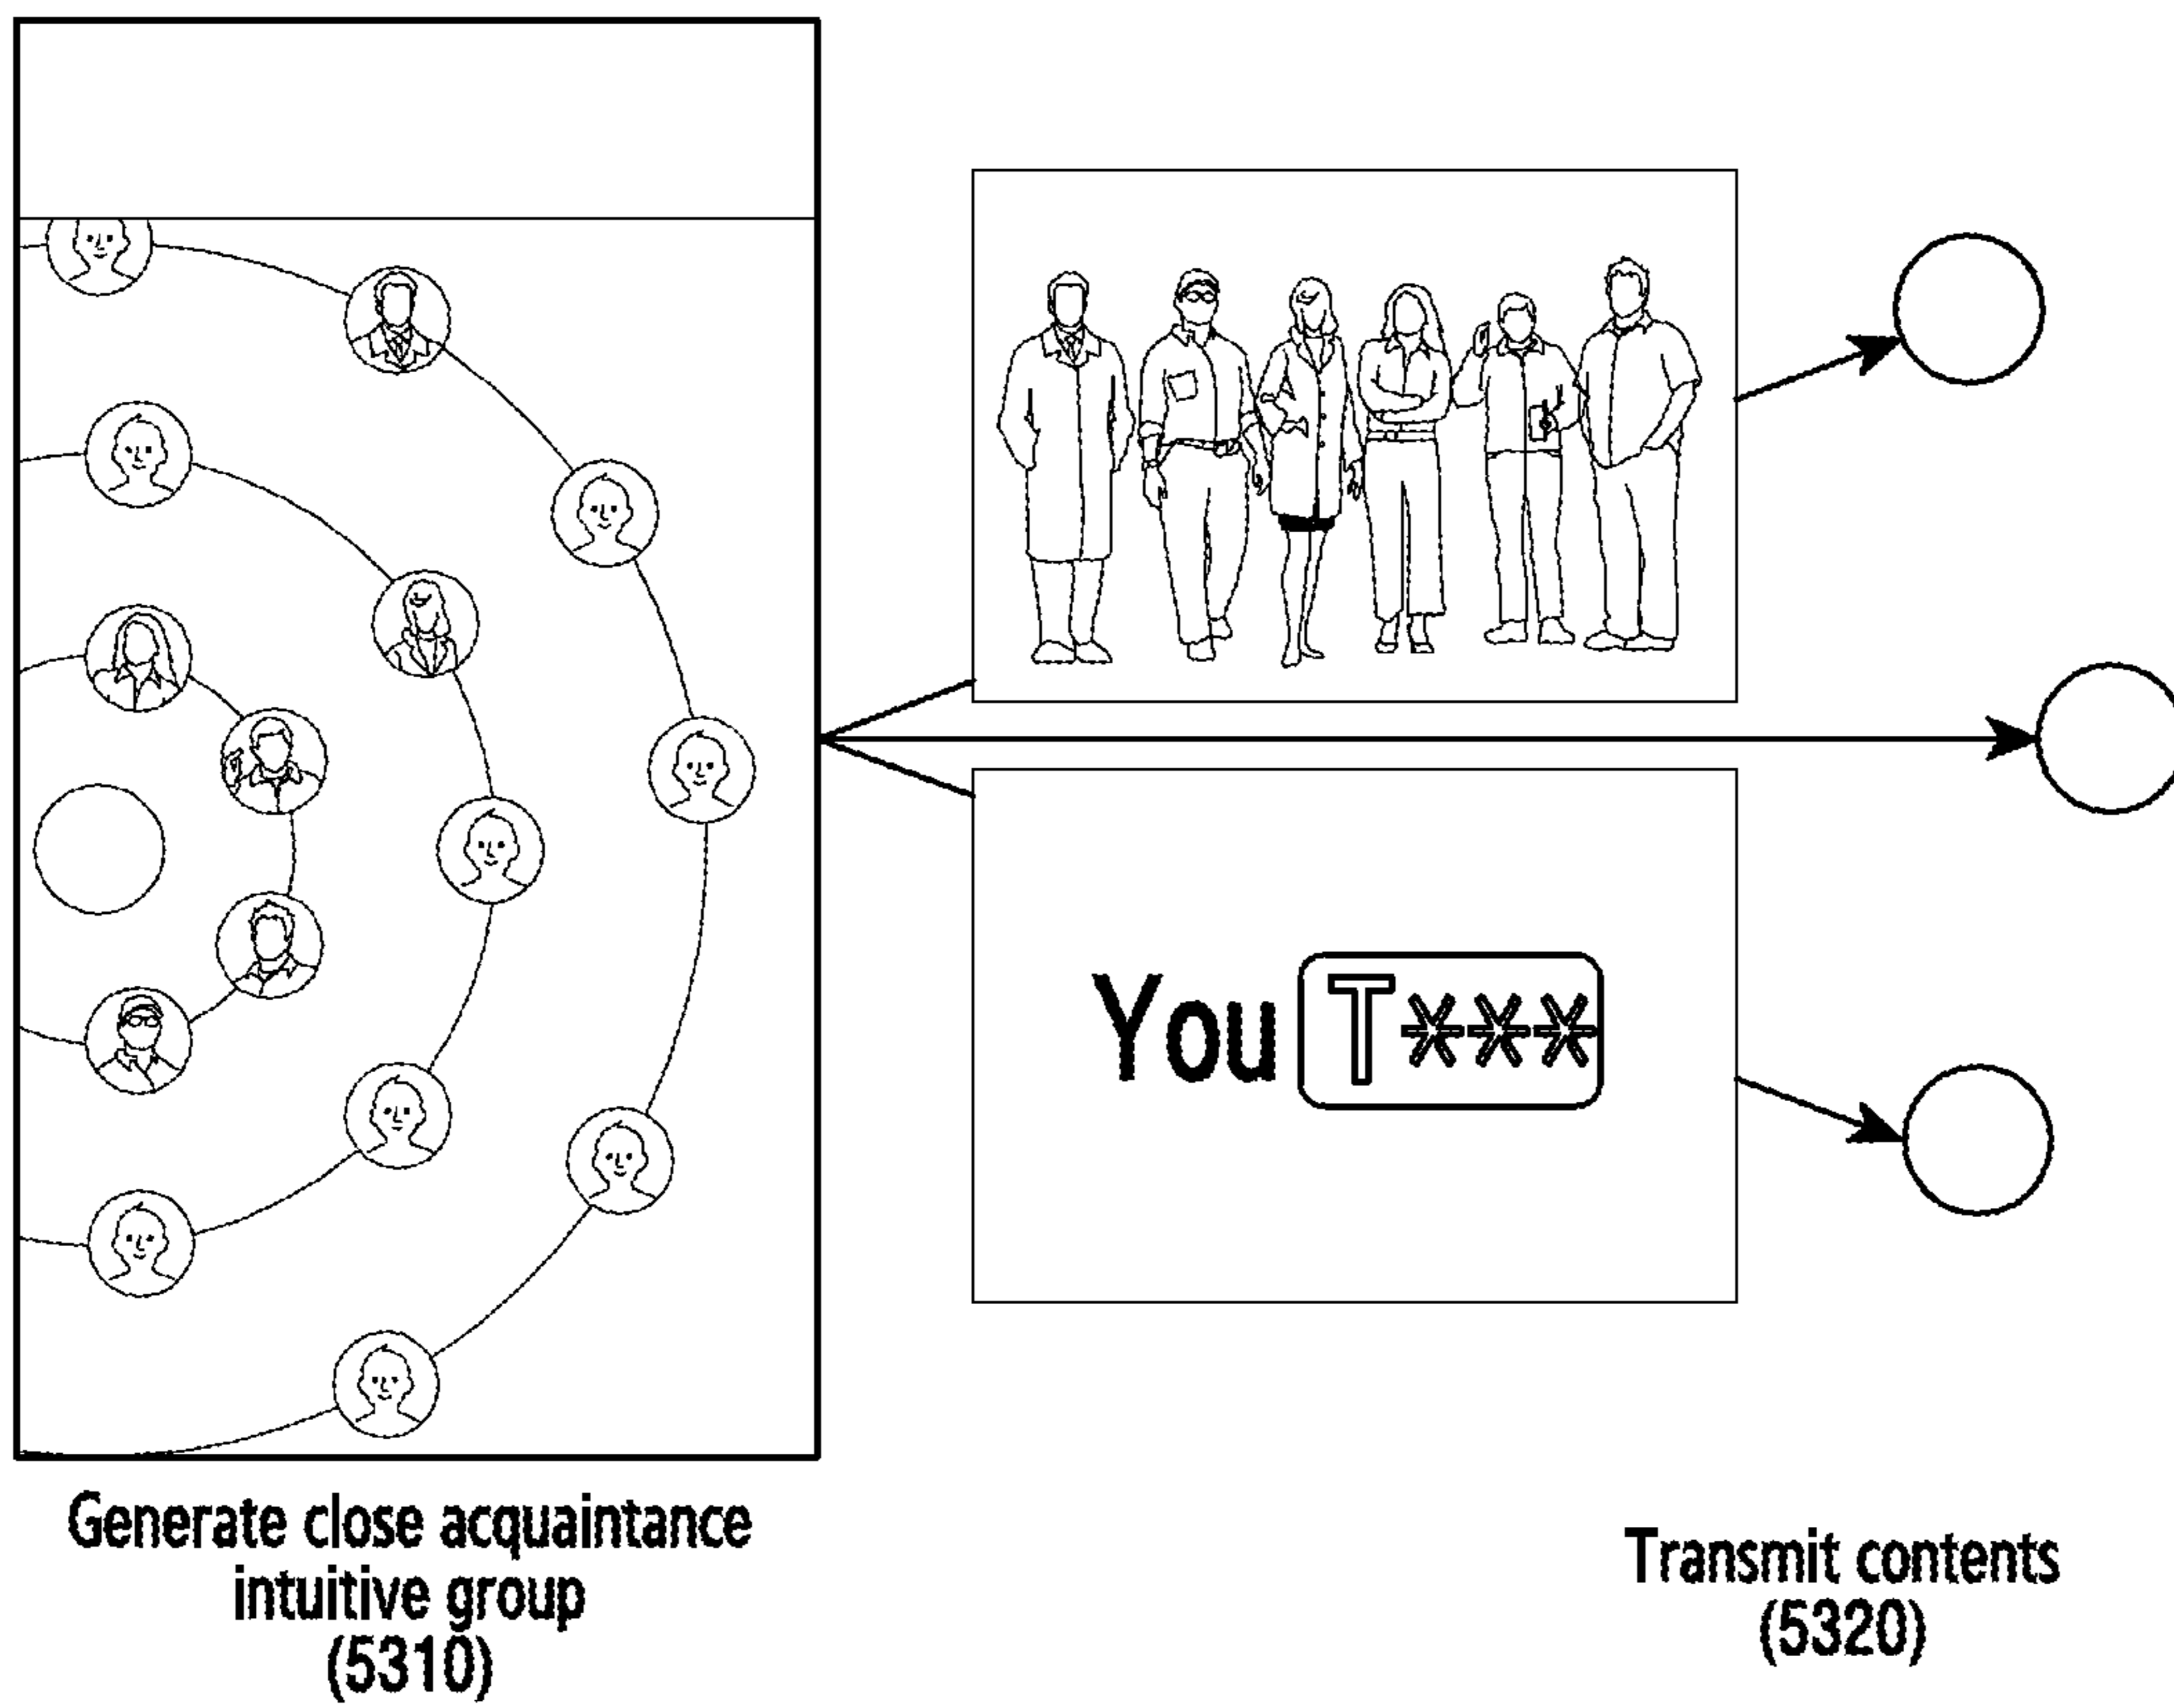 You T***
Generate close acquaintance
intuitive group
(5310)
Transmit contents
(5320)